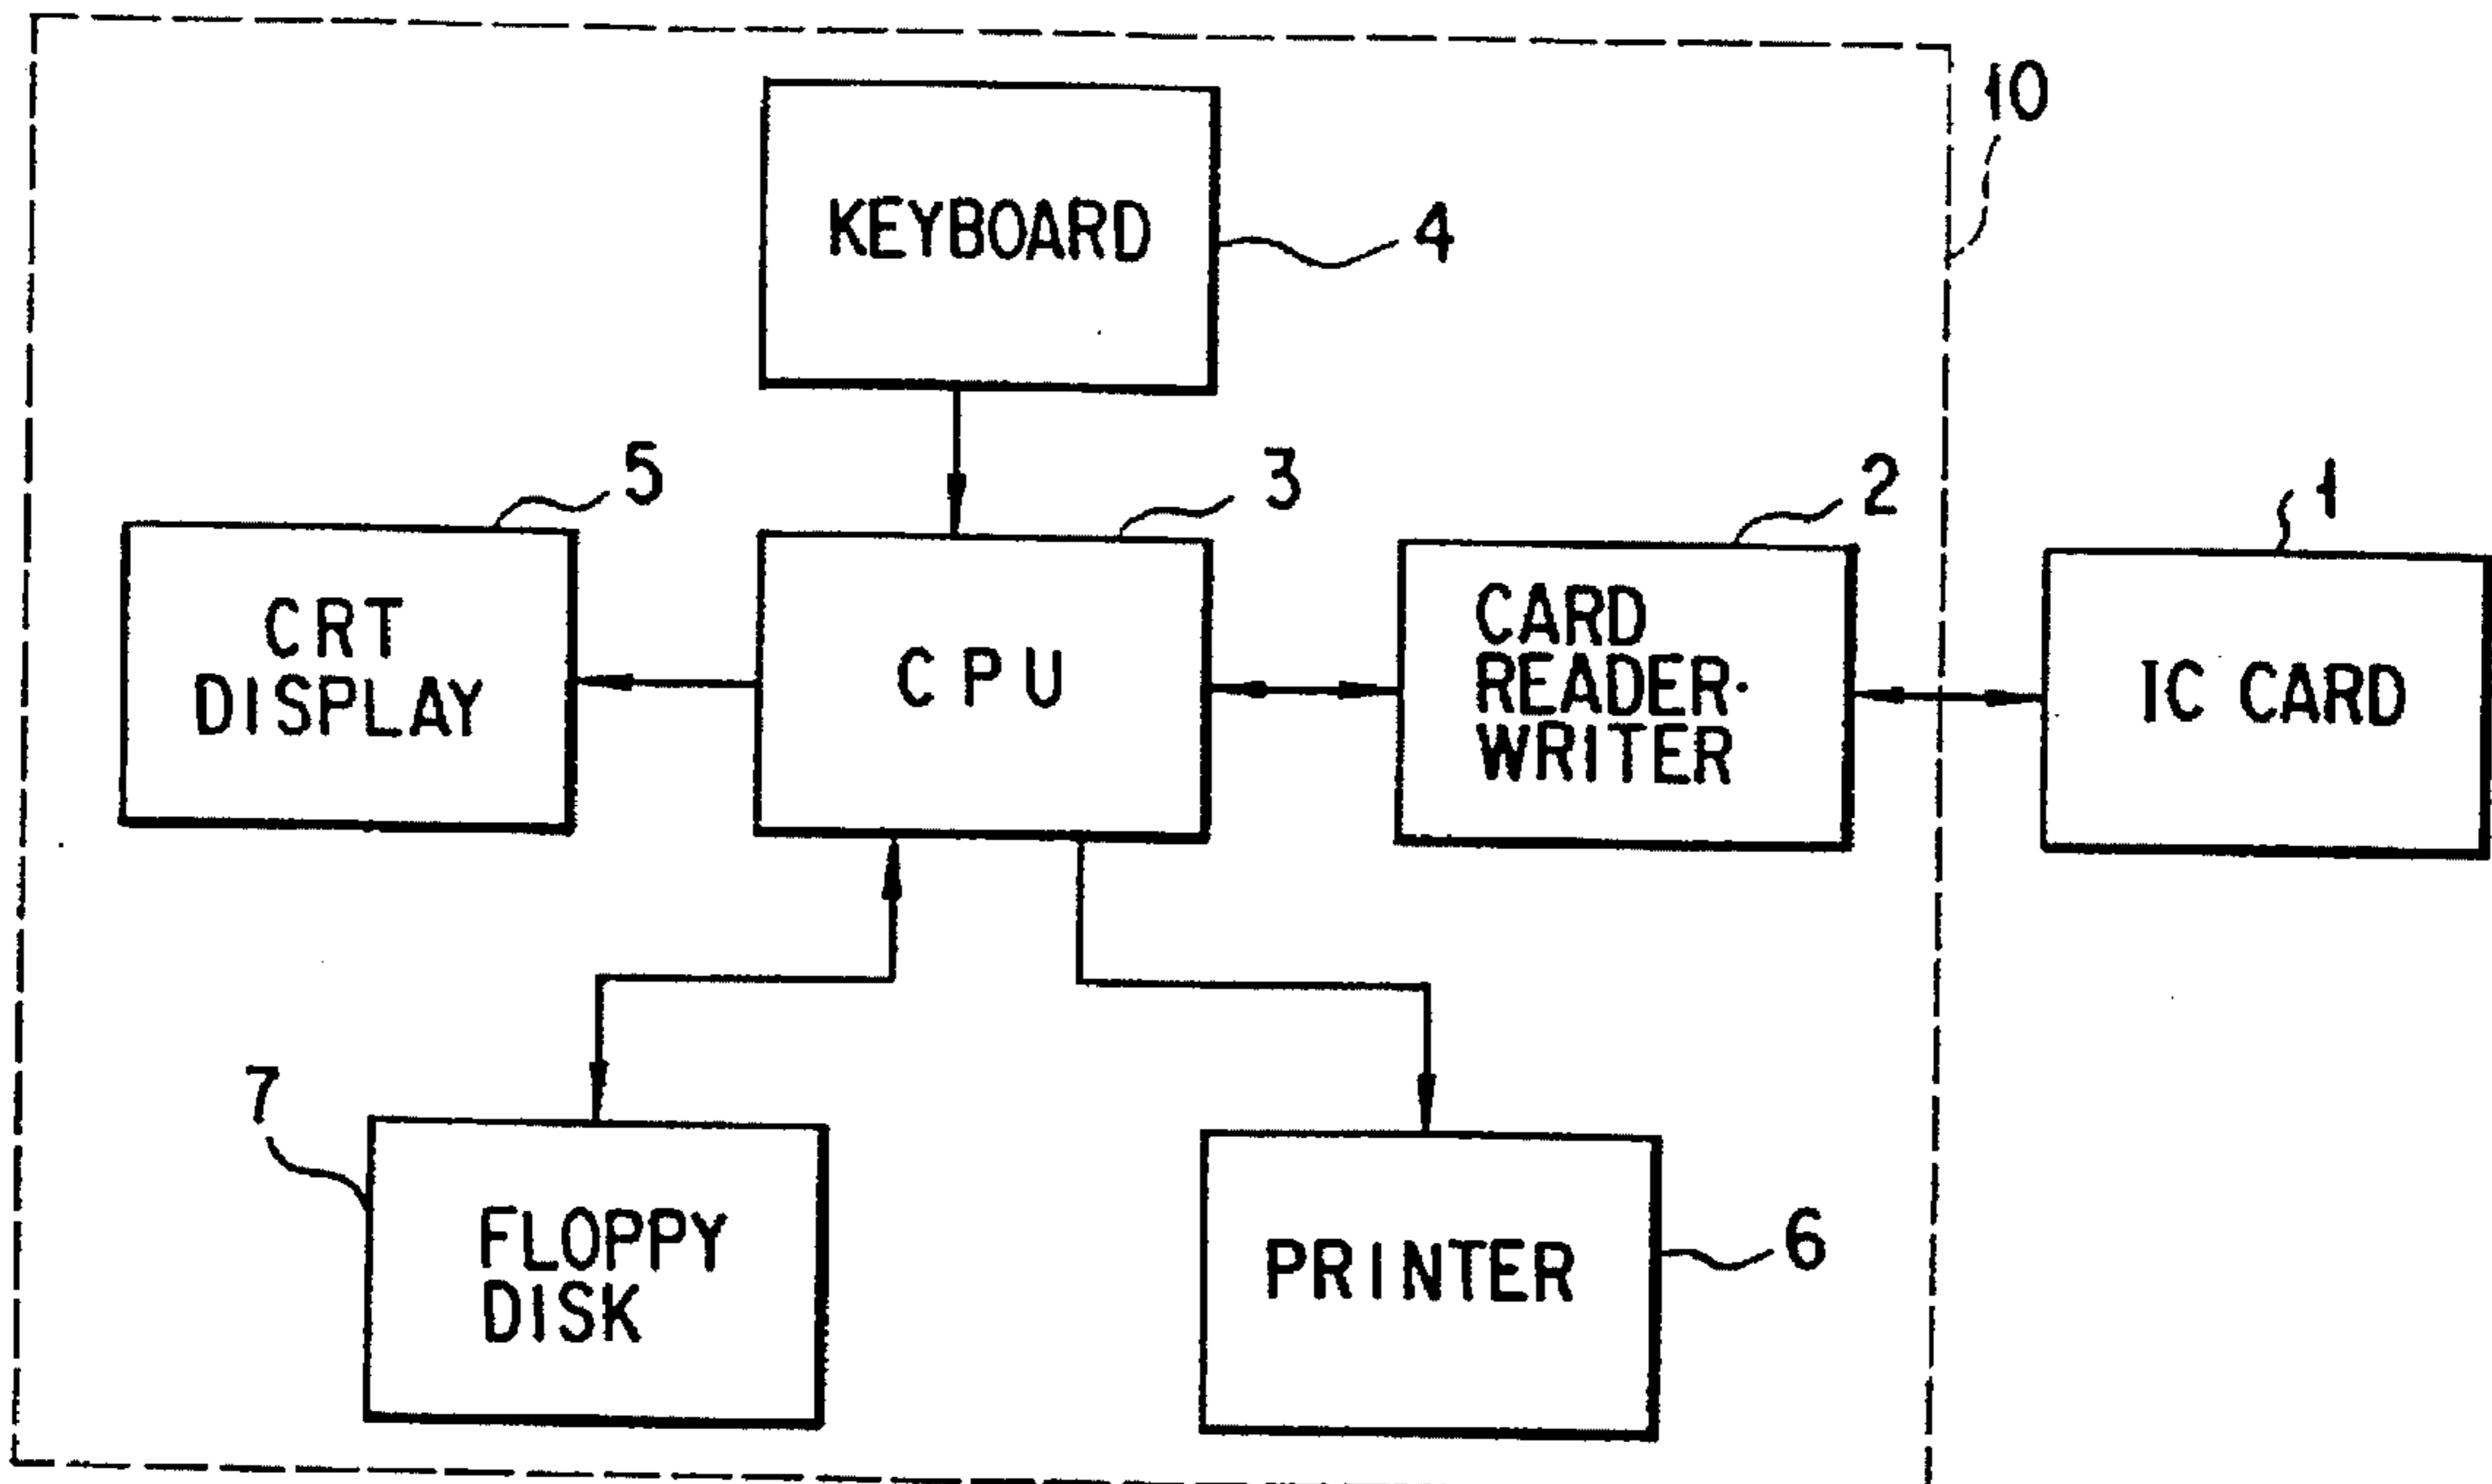 10
KEYBOARD
4
5
3
2
1
CRT
DISPLAY
CPU
CARD
READER·
WRITER
IC CARD
7
FLOPPY
DISK
PRINTER
6